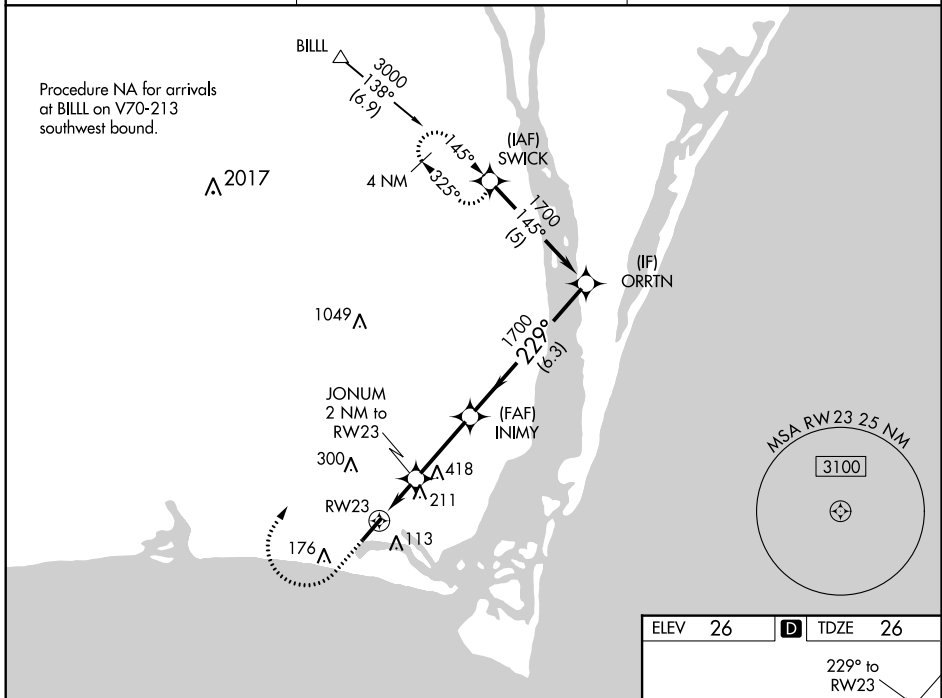 BILLL
3000
138°
(6.9)
Procedure NA for arrivals
at BILLL on V70-213
southwest bound.
(IAF)
SWICK
145°
4 NM
325°
2017
1700
145°
(5)
(IF)
ORRTN
1049
1700
229°
(6.3)
JONUM
2 NM to
RW23
(FAF)
INIMY
MSA RW 23 25 NM
3100
300
418
211
RW23
113
176
ELEV 26 D TDZE 26
229° to
RW23